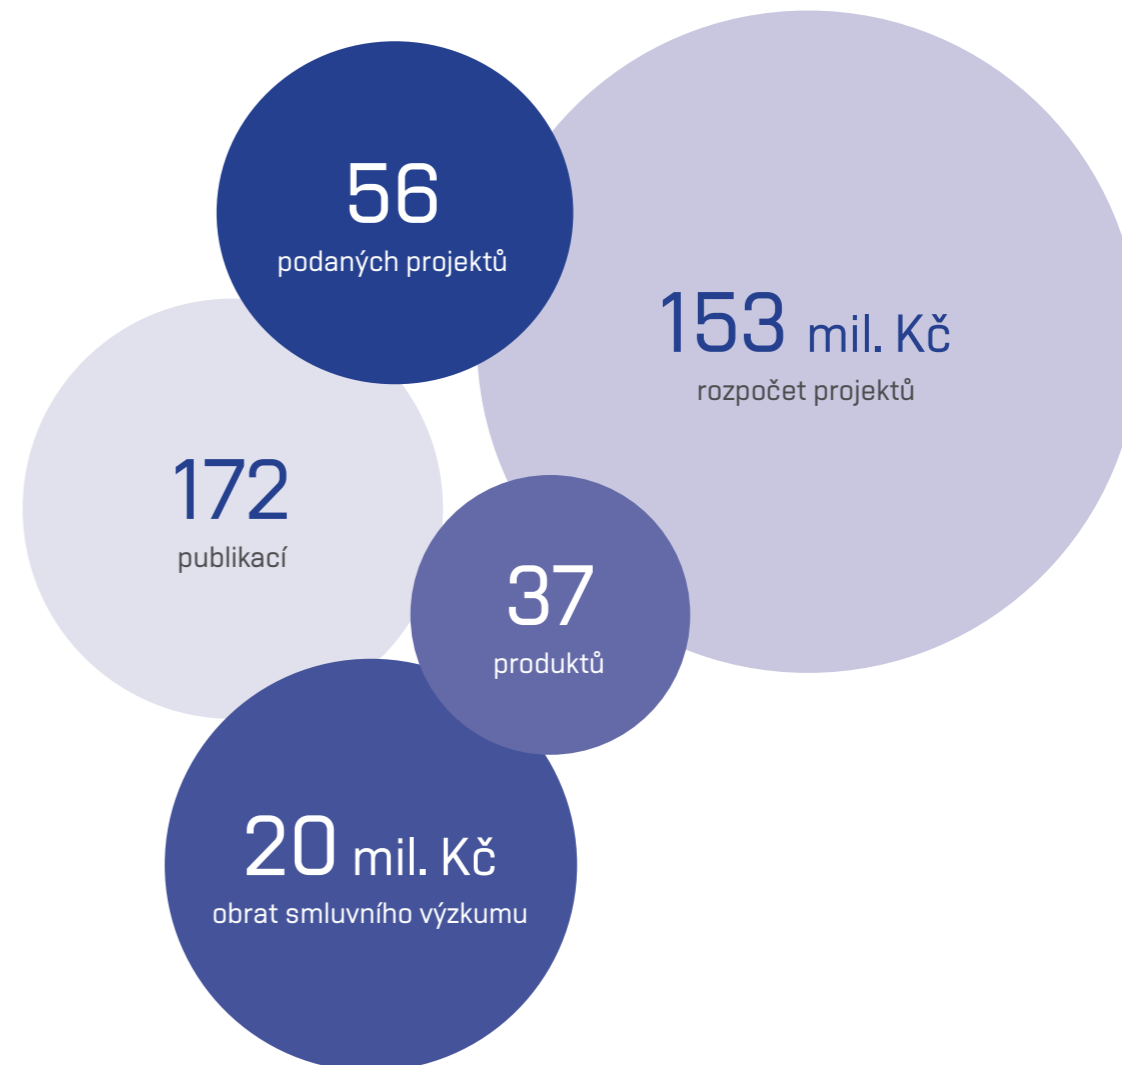 56
podaných projektů
153 mil. Kč
rozpočet projektů
172
publikací
37
produktů
20 mil. Kč
obrat smluvního výzkumu